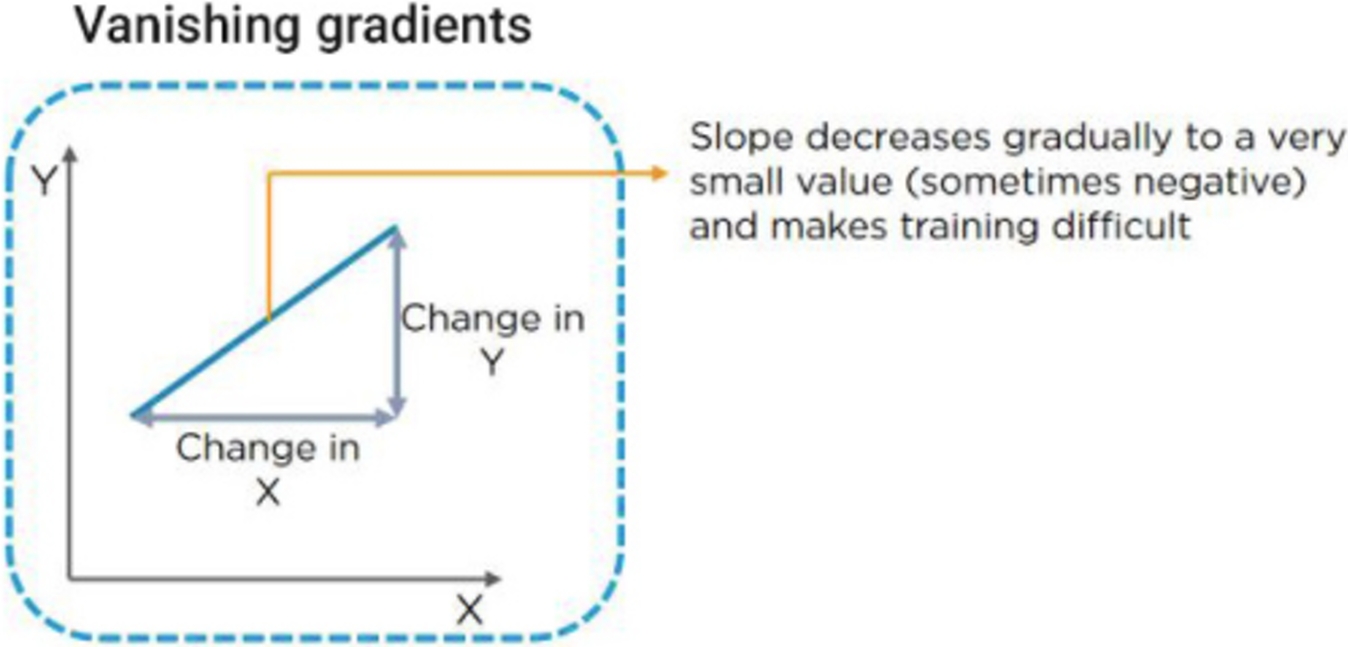 Vanishing gradients
Y
Slope decreases gradually to a very
small value (sometimes negative)
and makes training difficult
Change in
Y
Change in
X
X